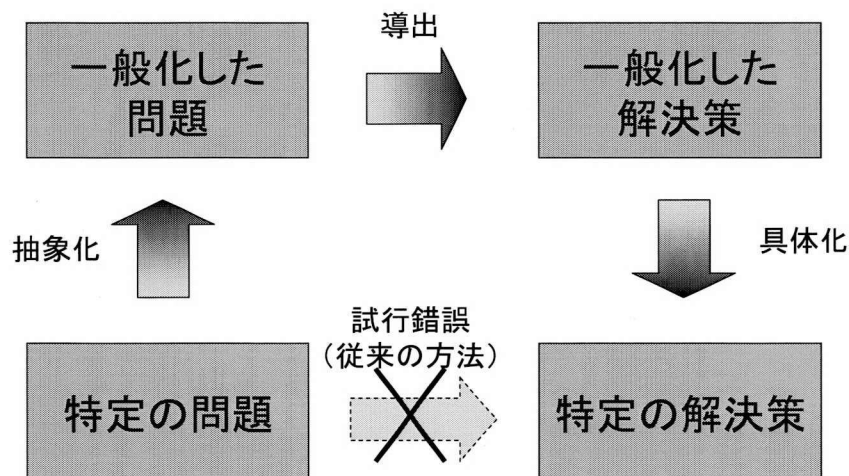 導出
一般化した
問題
一般化した
解決策
抽象化
具体化
試行錯誤
(従来の方法)
特定の問題
特定の解決策